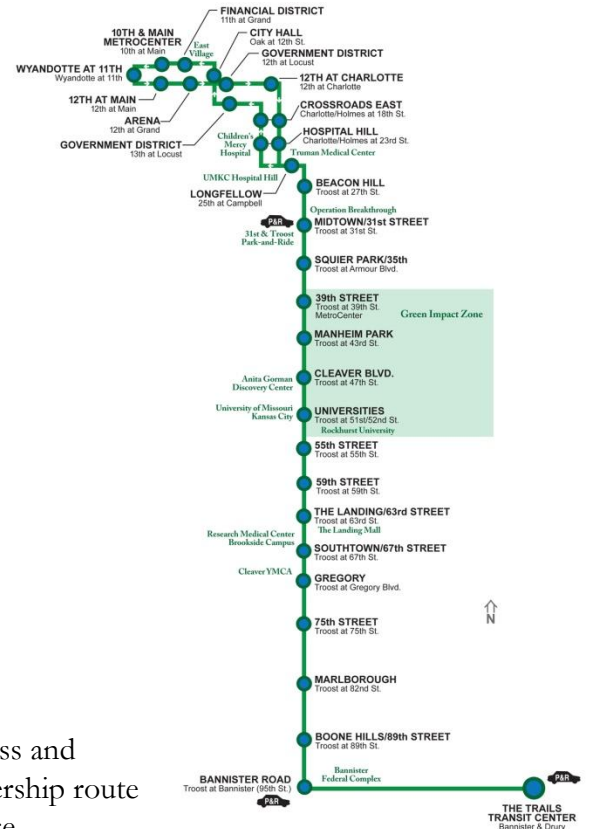 FINANCIAL DISTRICT
11th at Grand
10TH & MAIN
METROCENTER
10th at Main
East
Village
CITY HALL
Oak at 12th St.
GOVERNMENT DISTRICT
12th at Locust
WYANDOTTE AT 11TH
Wyandotte at 11th
12TH AT CHARLOTTE
12th at Charlotte
12TH AT MAIN
12th at Main
ARENA
12th at Grand
CROSSROADS EAST
Charlotte/Holmes at 18th St.
GOVERNMENT DISTRICT
13th at Locust
Children's
Mercy
Hospital
HOSPITAL HILL
Charlotte/Holmes at 23rd St.
Truman Medical Center
UMKC Hospital Hill
LONGFELLOW
25th at Campbell
BEACON HILL
Troost at 27th St.
Operation Breakthrough
P&R
MIDTOWN/31st STREET
Troost at 31st St.
31st & Troost
Park-and-Ride
SQUIER PARK/35th
Troost at Armour Blvd.
39th STREET
Troost at 39th St.
MetroCenter
Green Impact Zone
MANHEIM PARK
Troost at 43rd St.
CLEAVER BLVD.
Troost at 47th St.
Anita Gorman
Discovery Center
University of Missouri
Kansas City
UNIVERSITIES
Troost at 51st/52nd St.
Rockhurst University
55th STREET
Troost at 55th St.
59th STREET
Troost at 59th St.
THE LANDING/63rd STREET
Troost at 63rd St.
The Landing Mall
Research Medical Center
Brookside Campus
SOUTHTOWN/67th STREET
Troost at 67th St.
Cleaver YMCA
GREGORY
Troost at Gregory Blvd.
N
75th STREET
Troost at 75th St.
MARLBOROUGH
Troost at 82nd St.
ss and
BOONE HILLS/89th STREET
Troost at 89th St.
ership route
BANNISTER ROAD
Troost at Bannister (95th St.)
P&R
Bannister
Federal Complex
P&R
THE TRAILS
TRANSIT CENTER
Bannister & Drury